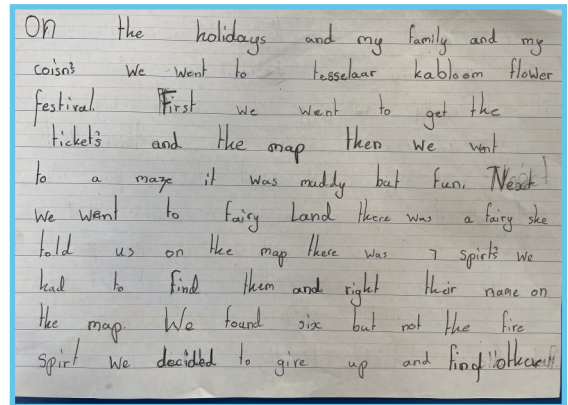 On the holidays and my family and my
coisn's we went to tesselaar kabloom flower
festival. First we went to get the
ticket's and the map then we wnt
to a maze it was muddy but fun. Next
we went to fairy Land there was a fairy she
told us on the map there was 7 spirt's we
had to find them and right their name on
the map. We found six but not the fire
spirt we decided to give up and find